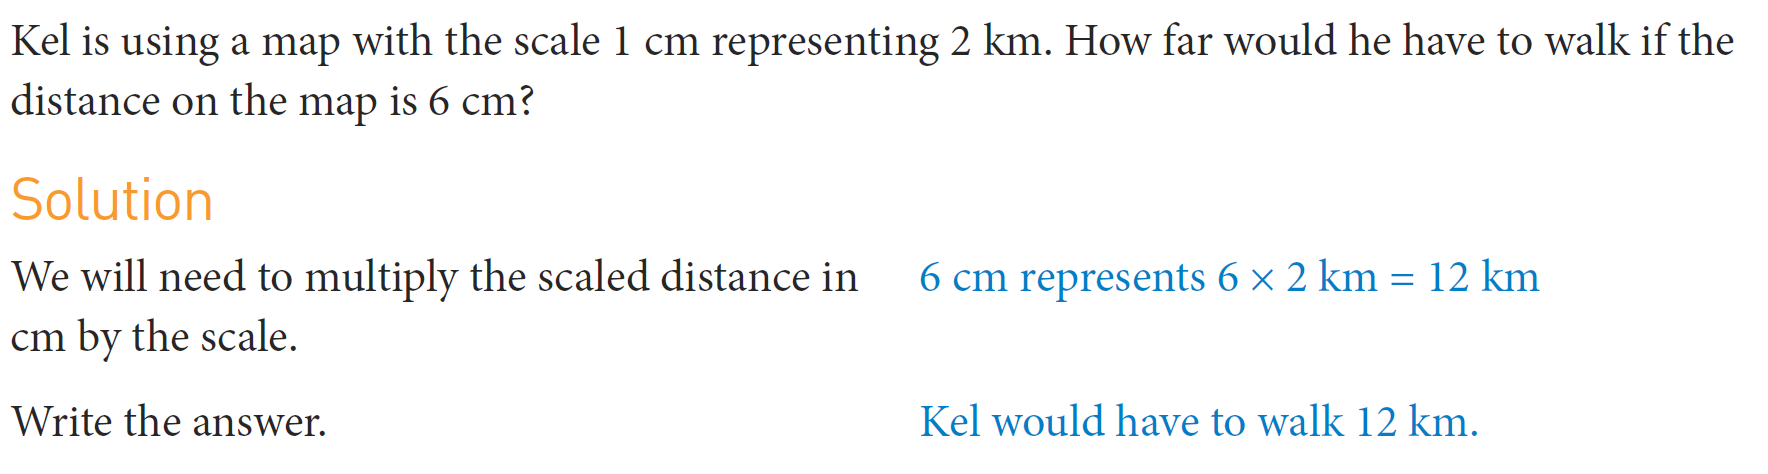 Kel is using a map with the scale 1 cm representing 2 km. How far would he have to walk if the
distance on the map is 6 cm?
Solution
We will need to multiply the scaled distance in
cm by the scale.
6 cm represents 6 × 2 km = 12 km
Write the answer.
Kel would have to walk 12 km.